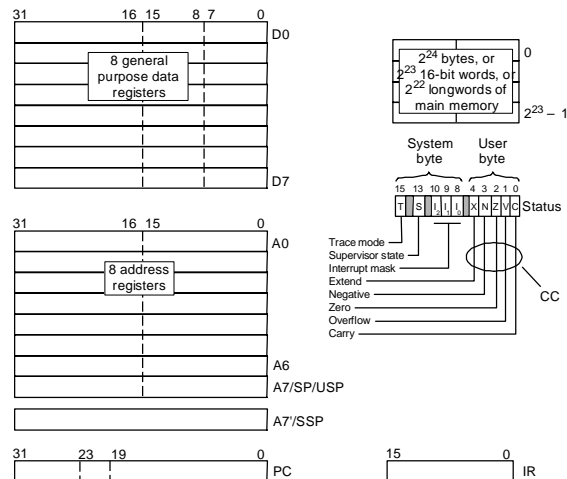 31 16 15 8 7 0
D0
8 general
purpose data
registers
D7
2^24 bytes, or
2^23 16-bit words, or
2^22 longwords of
main memory
0
2^23 – 1
System
byte
User
byte
15 13 10 9 8 4 3 2 1 0
T S I2 I1 I0 X N Z V C Status
Trace mode
Supervisor state
Interrupt mask
Extend
Negative
Zero
Overflow
Carry
CC
31 16 15 0
A0
8 address
registers
A6
A7/SP/USP
A7'/SSP
31 23 19 0
PC
15 0
IR